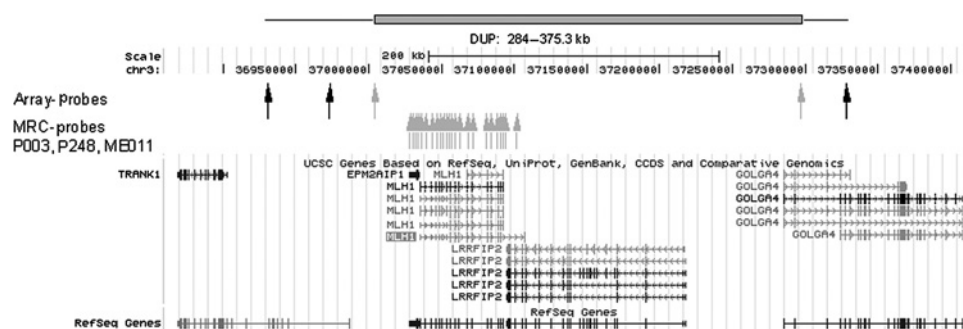 DUP: 284–375.3 kb
Scale 200 kb
chr3: 36950000 37000000 37050000 37100000 37150000 37200000 37250000 37300000 37350000 37400000
Array-probes
MRC-probes
P003, P248, ME011
UCSC Genes Based on RefSeq, UniProt, GenBank, CCDS and Comparative Genomics
TRANK1 EPM2AIP1 MLH1 GOLGA4
MLH1 GOLGA4
MLH1 GOLGA4
MLH1 GOLGA4
MLH1 GOLGA4
MLH1 GOLGA4
LRRFIP2
LRRFIP2
LRRFIP2
LRRFIP2
LRRFIP2
RefSeq Genes
RefSeq Genes